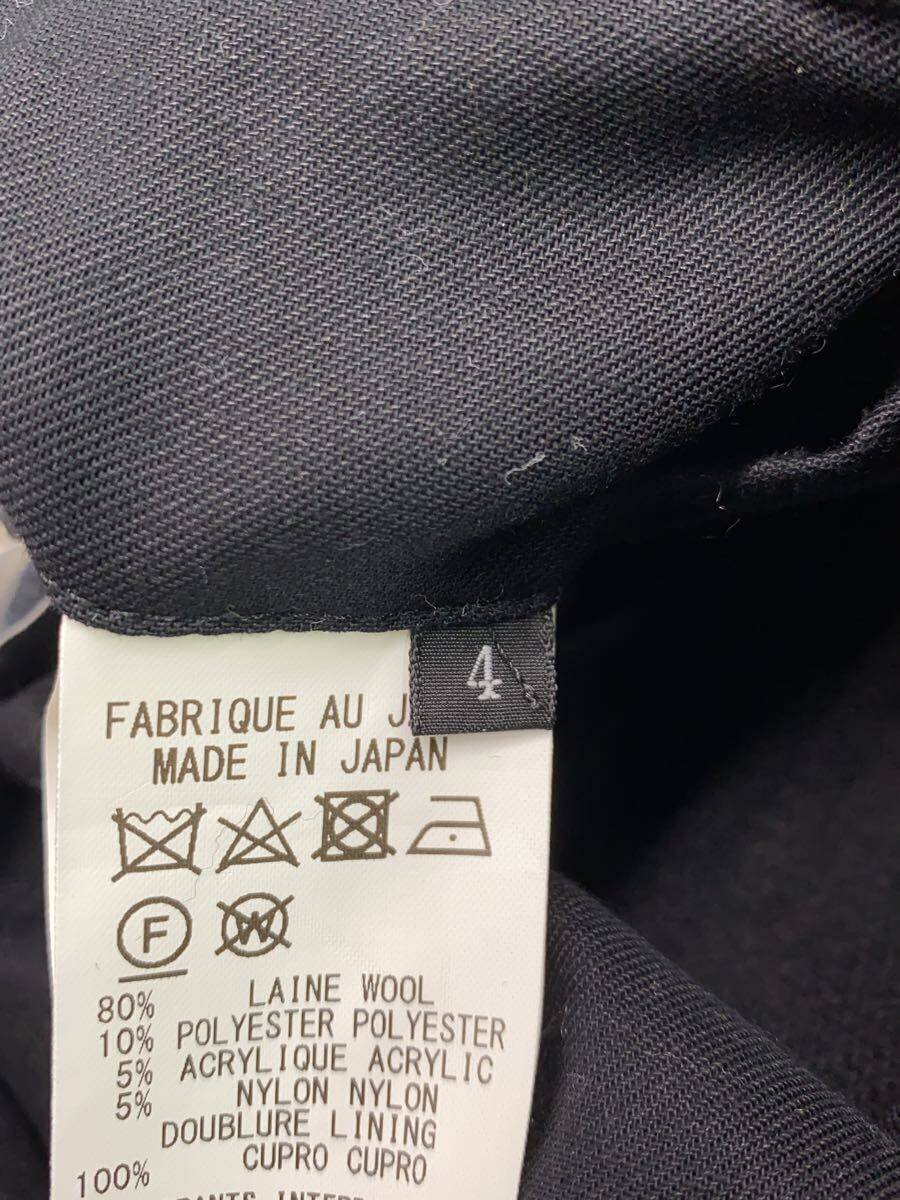 4
FABRIQUE AU
MADE IN JAPAN
F
W
80% LAINE WOOL
10% POLYESTER POLYESTER
5% ACRYLIQUE ACRYLIC
5% NYLON NYLON
DOUBLURE LINING
100% CUPRO CUPRO